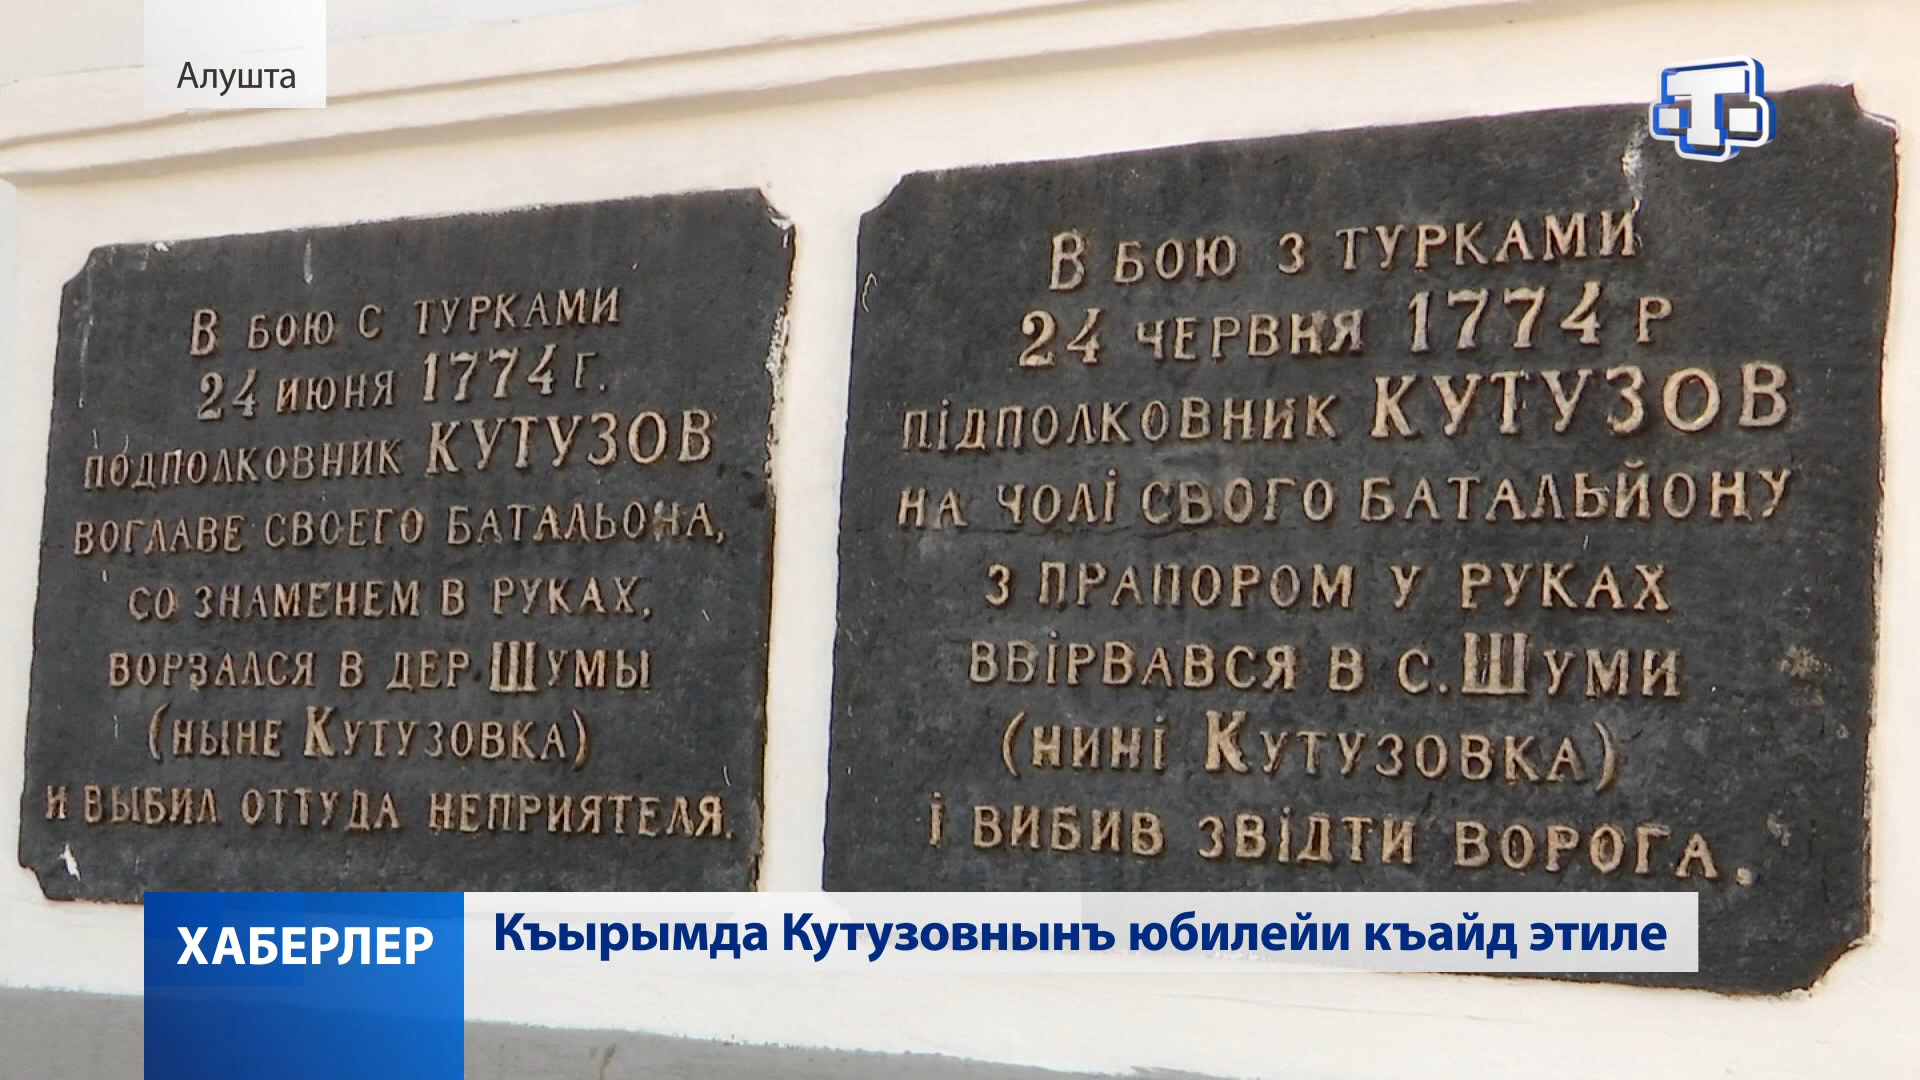 Алушта
В БОЮ С ТУРКАМИ
24 ИЮНЯ 1774 Г.
ПОДПОЛКОВНИК КУТУЗОВ
ВОГЛАВЕ СВОЕГО БАТАЛЬОНА,
СО ЗНАМЕНЕМ В РУКАХ,
ВОРВАЛСЯ В ДЕР ШУМЫ
(НЫНЕ КУТУЗОВКА)
И ВЫБИЛ ОТТУДА НЕПРИЯТЕЛЯ.
В БОЮ З ТУРКАМИ
24 ЧЕРВНЯ 1774 Р
ПІДПОЛКОВНИК КУТУЗОВ
НА ЧОЛІ СВОГО БАТАЛЬЙОНУ
З ПРАПОРОМ У РУКАХ
ВВІРВАВСЯ В С. ШУМИ
(НИНІ КУТУЗОВКА)
І ВИБИВ ЗВІДТИ ВОРОГА.
ХАБЕРЛЕР
Къырымда Кутузовнынъ юбилейи къайд этиле